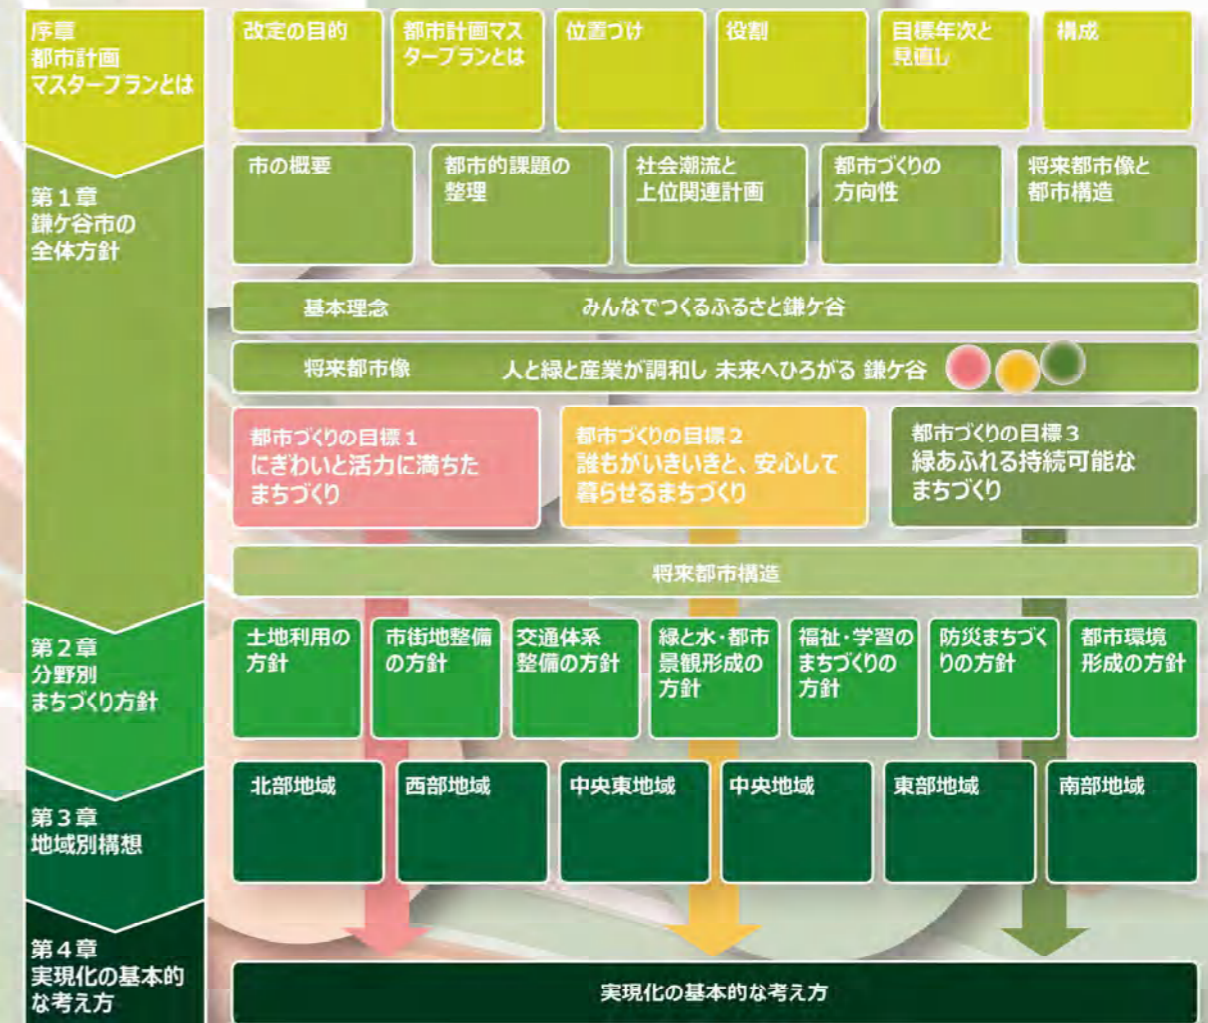 序章
都市計画
マスタープランとは
改定の目的
都市計画マス
タープランとは
位置づけ
役割
目標年次と
見直し
構成
第１章
鎌ケ谷市の
全体方針
市の概要
都市的課題の
整理
社会潮流と
上位関連計画
都市づくりの
方向性
将来都市像と
都市構造
基本理念 みんなでつくるふるさと鎌ケ谷
将来都市像 人と緑と産業が調和し 未来へひろがる 鎌ケ谷
都市づくりの目標１
にぎわいと活力に満ちた
まちづくり
都市づくりの目標２
誰もがいきいきと、安心して
暮らせるまちづくり
都市づくりの目標３
緑あふれる持続可能な
まちづくり
将来都市構造
第２章
分野別
まちづくり方針
土地利用の
方針
市街地整備
の方針
交通体系
整備の方針
緑と水・都市
景観形成の
方針
福祉・学習の
まちづくりの
方針
防災まちづく
りの方針
都市環境
形成の方針
第３章
地域別構想
北部地域
西部地域
中央東地域
中央地域
東部地域
南部地域
第４章
実現化の基本的
な考え方
実現化の基本的な考え方